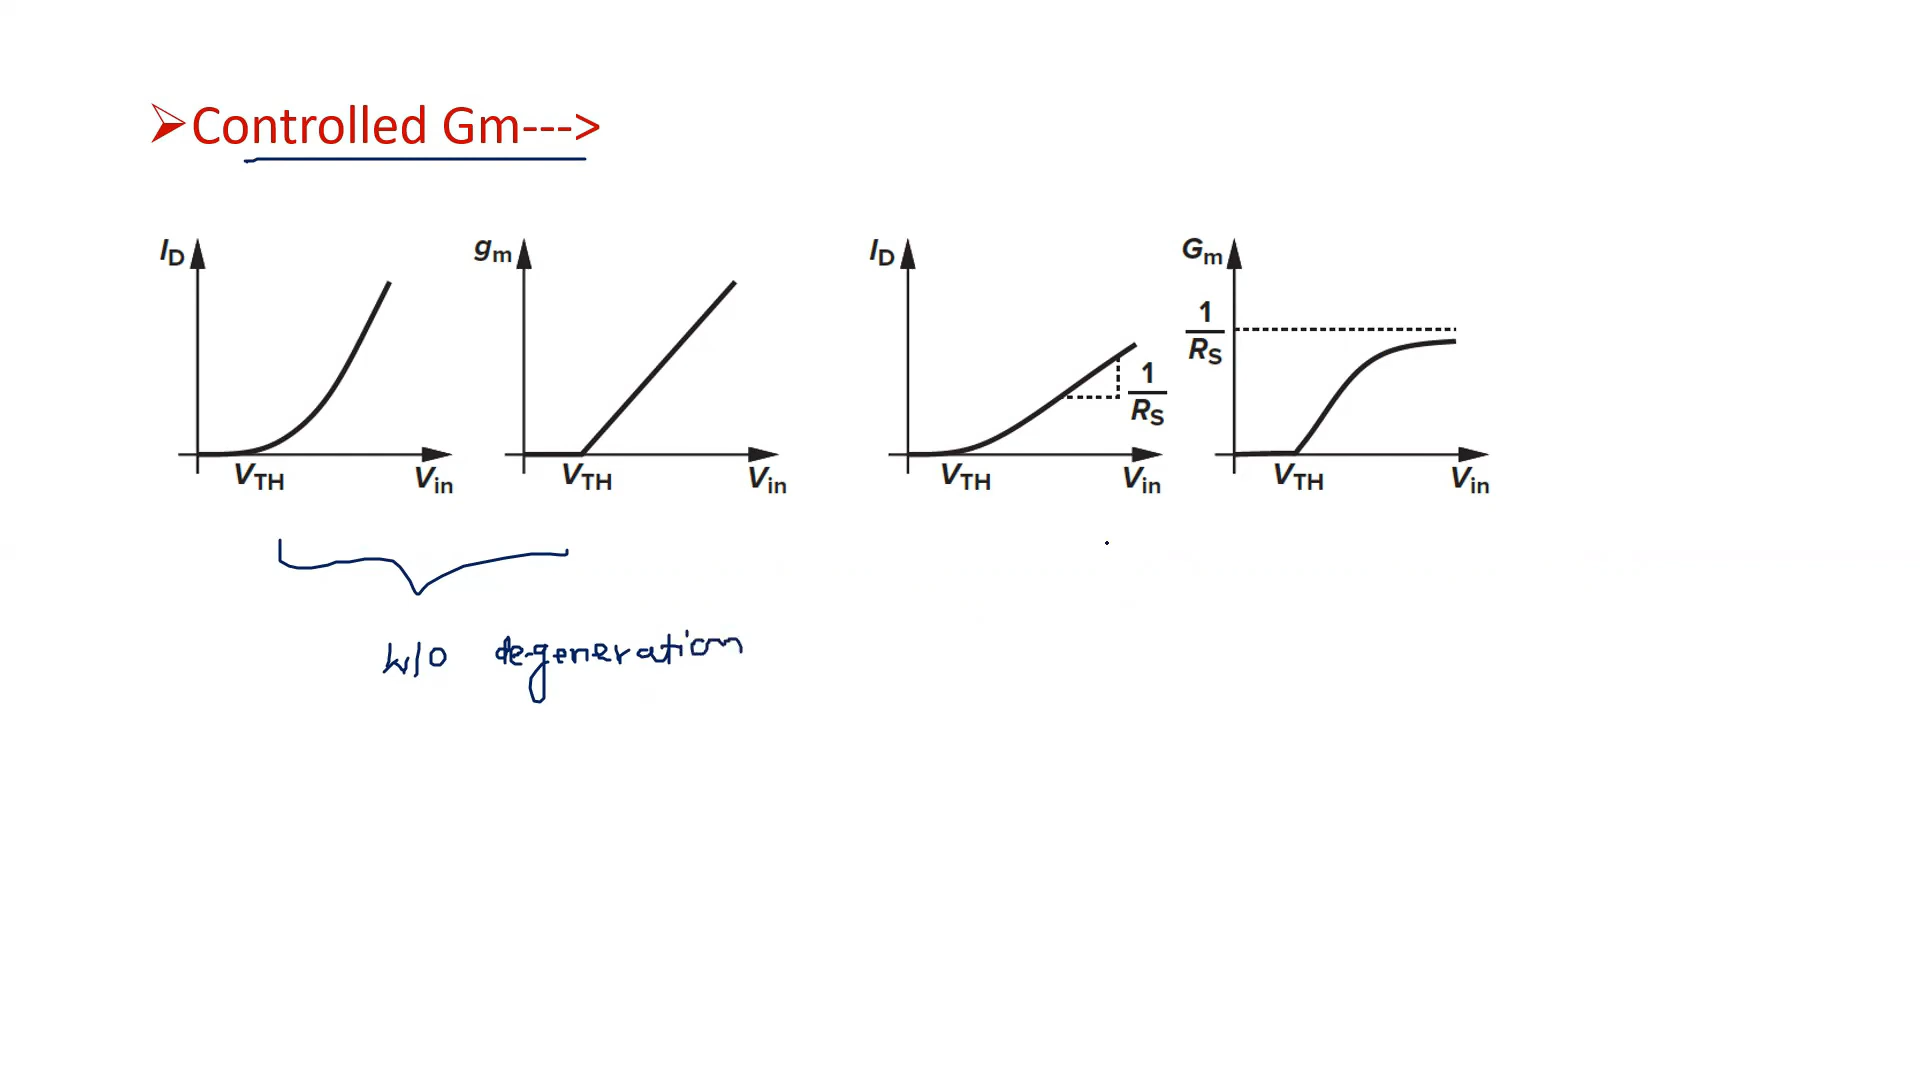 ➢Controlled Gm--->
I_D
V_TH
V_in
g_m
V_TH
V_in
I_D
1
R_S
V_TH
V_in
G_m
1
R_S
V_TH
V_in
w/o degeneration